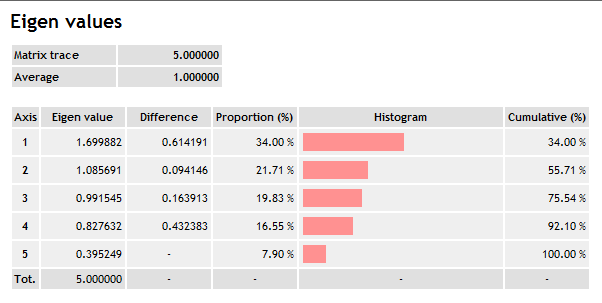 Eigen values
Matrix trace 5.000000
Average 1.000000
Axis Eigen value Difference Proportion (%) Histogram Cumulative (%)
1 1.699882 0.614191 34.00 % 34.00 %
2 1.085691 0.094146 21.71 % 55.71 %
3 0.991545 0.163913 19.83 % 75.54 %
4 0.827632 0.432383 16.55 % 92.10 %
5 0.395249 - 7.90 % 100.00 %
Tot. 5.000000 - - - -